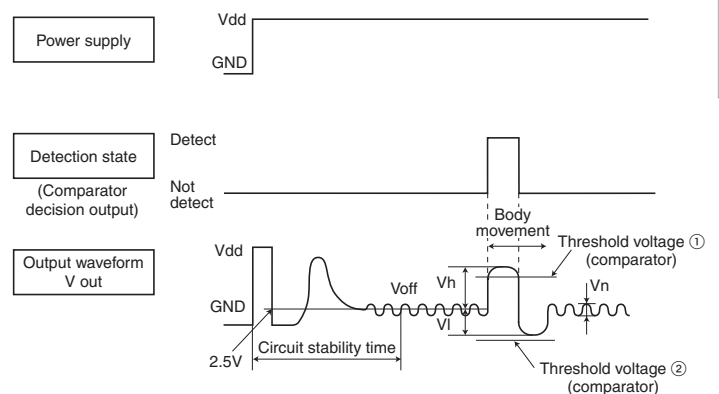 Power supply
Vdd
GND
Detection state
(Comparator
decision output)
Detect
Not
detect
Body
movement
Output waveform
V out
Vdd
GND
2.5V
Circuit stability time
Voff
Vh
Vl
Threshold voltage ①
(comparator)
Vn
Threshold voltage ②
(comparator)